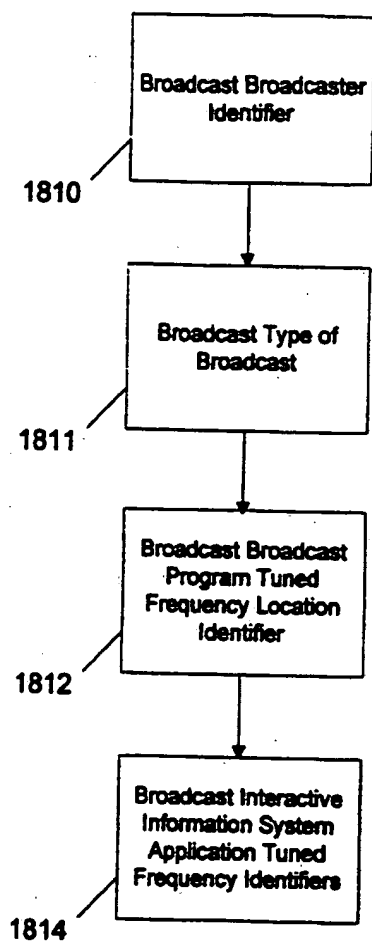 Broadcast Broadcaster
Identifier
1810
Broadcast Type of
Broadcast
1811
Broadcast Broadcast
Program Tuned
Frequency Location
Identifier
1812
Broadcast Interactive
Information System
Application Tuned
Frequency Identifiers
1814